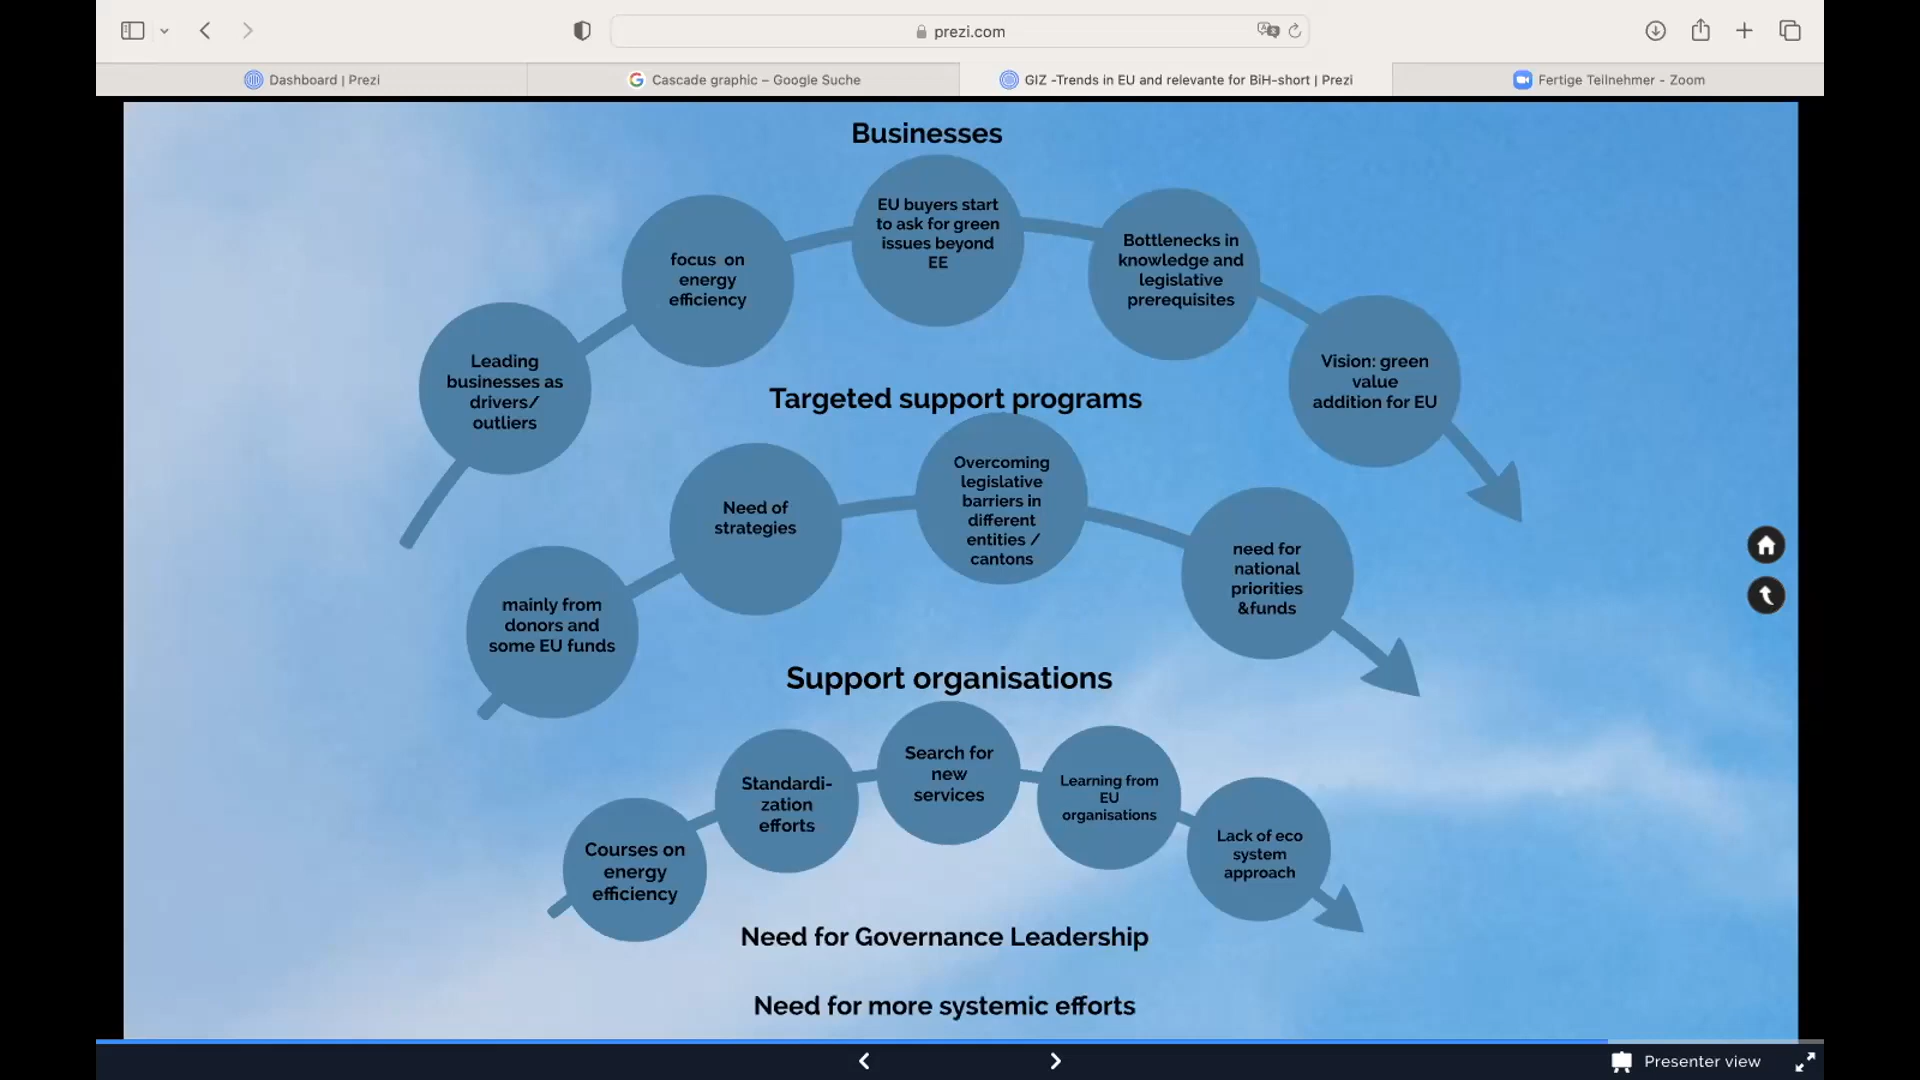 prezi.com
Dashboard | Prezi
Cascade graphic – Google Suche
GIZ -Trends in EU and relevante for BiH-short | Prezi
Fertige Teilnehmer - Zoom
Businesses
Leading
businesses as
drivers/
outliers
focus on
energy
efficiency
EU buyers start
to ask for green
issues beyond
EE
Bottlenecks in
knowledge and
legislative
prerequisites
Vision: green
value
addition for EU
Targeted support programs
mainly from
donors and
some EU funds
Need of
strategies
Overcoming
legislative
barriers in
different
entities /
cantons
need for
national
priorities
&funds
Support organisations
Courses on
energy
efficiency
Standardi-
zation
efforts
Search for
new
services
Learning from
EU
organisations
Lack of eco
system
approach
Need for Governance Leadership
Need for more systemic efforts
Presenter view